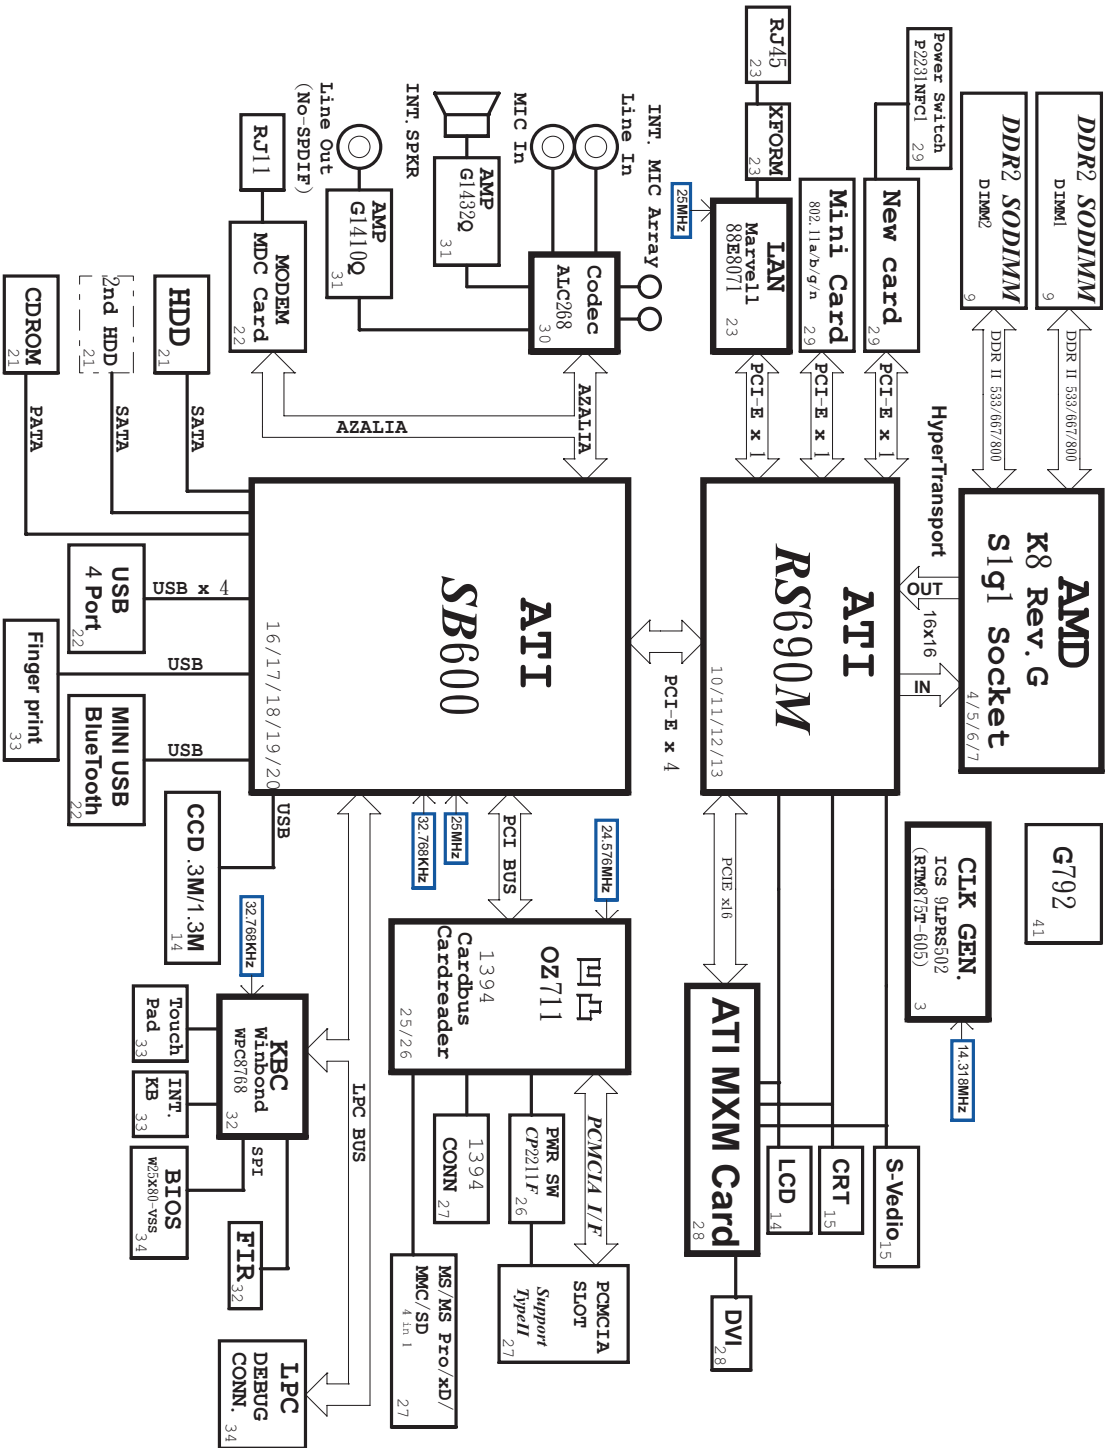 DDR2 SODIMM
DIMM1
9
DDR II 533/667/800
DDR2 SODIMM
DIMM2
9
DDR II 533/667/800
AMD
K8 Rev.G
S1g1 Socket
4/5/6/7
G792
41
CLK GEN.
ICS 9LPRS502
(RTM875T-605)
3
14.318MHz
HyperTransport
OUT
16x16
IN
Power Switch
P2231NFC1
29
New card
29
PCI-E x 1
Mini Card
802.11a/b/g/n
29
PCI-E x 1
RJ45
23
XFORM
23
LAN
Marvell
88E8071
23
25MHz
PCI-E x 1
ATI
RS690M
10/11/12/13
S-Vedio
15
CRT
15
LCD
14
PCIE x16
ATI MXM Card
28
DVI
28
PCI-E x 4
INT. MIC Array
Line In
MIC In
Codec
ALC268
30
AZALIA
INT.SPKR
AMP
G1432Q
31
AMP
G1410Q
31
Line Out
(No-SPDIF)
RJ11
MODEM
MDC Card
22
AZALIA
HDD
21
SATA
2nd HDD
21
SATA
CDROM
21
PATA
ATI
SB600
16/17/18/19/20
USB x 4
USB
4 Port
22
USB
Finger print
33
USB
MINI USB
BlueTooth
22
USB
CCD .3M/1.3M
14
25MHz
32.768KHz
PCI BUS
24.576MHz
凹凸
OZ711
1394
Cardbus
Cardreader
25/26
PCMCIA I/F
PCMCIA
SLOT
Support
TypeII
27
PWR SW
CP2211F
26
1394
CONN
27
MS/MS Pro/xD/
MMC/SD
4 in 1
27
LPC BUS
32.768KHz
KBC
Winbond
WPC8768
32
Touch
Pad
33
INT.
KB
33
SPI
BIOS
W25X80-VSS
34
FIR
32
LPC
DEBUG
CONN.
34